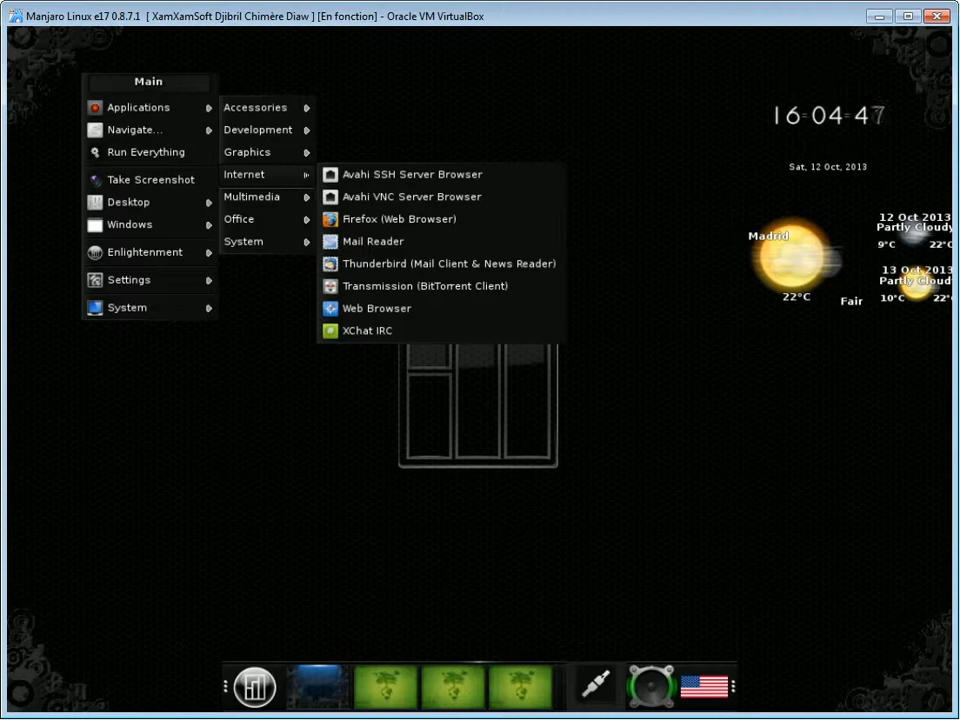 Manjaro Linux e17 0.8.7.1 [ XamXamSoft Djibril Chimère Diaw ] [En fonction] - Oracle VM VirtualBox
Main
Applications
Navigate...
Run Everything
Take Screenshot
Desktop
Windows
Enlightenment
Settings
System
Accessories
Development
Graphics
Internet
Multimedia
Office
System
Avahi SSH Server Browser
Avahi VNC Server Browser
Firefox (Web Browser)
Mail Reader
Thunderbird (Mail Client & News Reader)
Transmission (BitTorrent Client)
Web Browser
XChat IRC
16:04:47
Sat, 12 Oct, 2013
Madrid
22°C
Fair
12 Oct 2013
Partly Cloudy
9°C 22°C
13 Oct 2013
Partly Cloud
10°C 22°